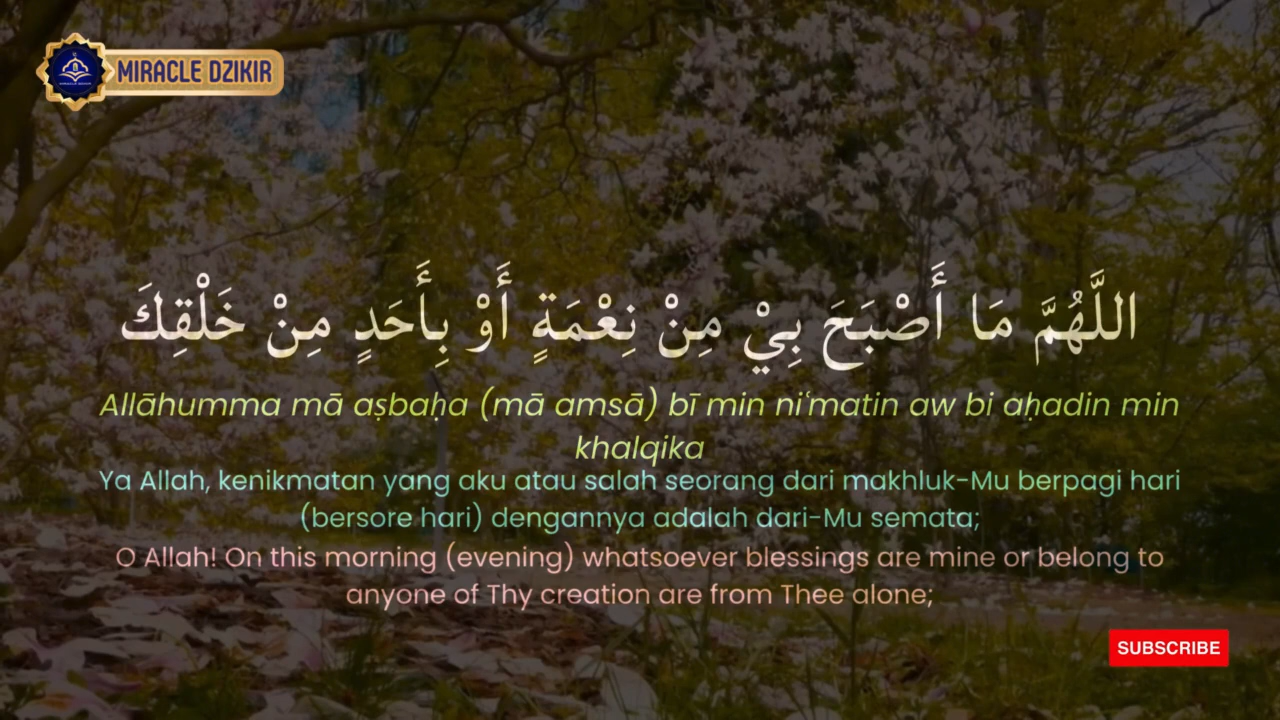 MIRACLE DZIKIR
اللَّهُمَّ مَا أَصْبَحَ بِيْ مِنْ نِعْمَةٍ أَوْ بِأَحَدٍ مِنْ خَلْقِكَ
Allāhumma mā aṣbaḥa (mā amsā) bī min ni‘matin aw bi aḥadin min
khalqika
Ya Allah, kenikmatan yang aku atau salah seorang dari makhluk-Mu berpagi hari
(bersore hari) dengannya adalah dari-Mu semata;
O Allah! On this morning (evening) whatsoever blessings are mine or belong to
anyone of Thy creation are from Thee alone;
SUBSCRIBE